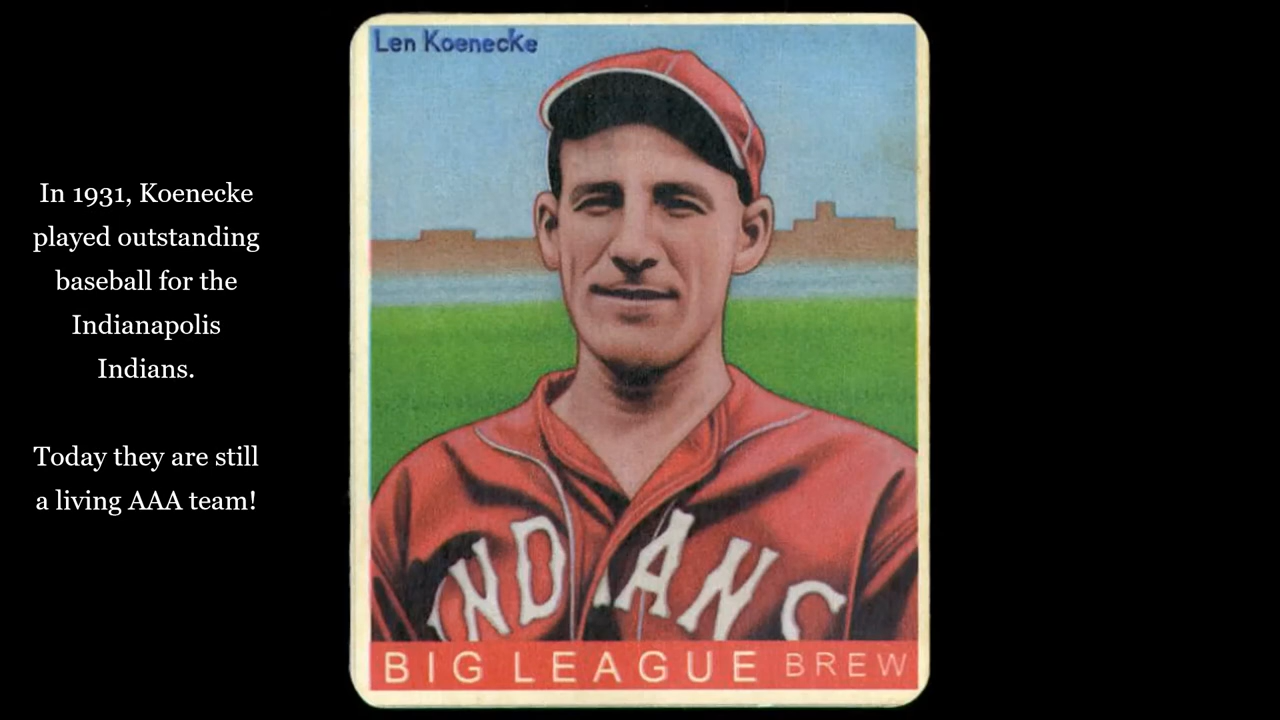 Len Koenecke
In 1931, Koenecke
played outstanding
baseball for the
Indianapolis
Indians.
Today they are still
a living AAA team!
INDIANS
BIG LEAGUE BREW